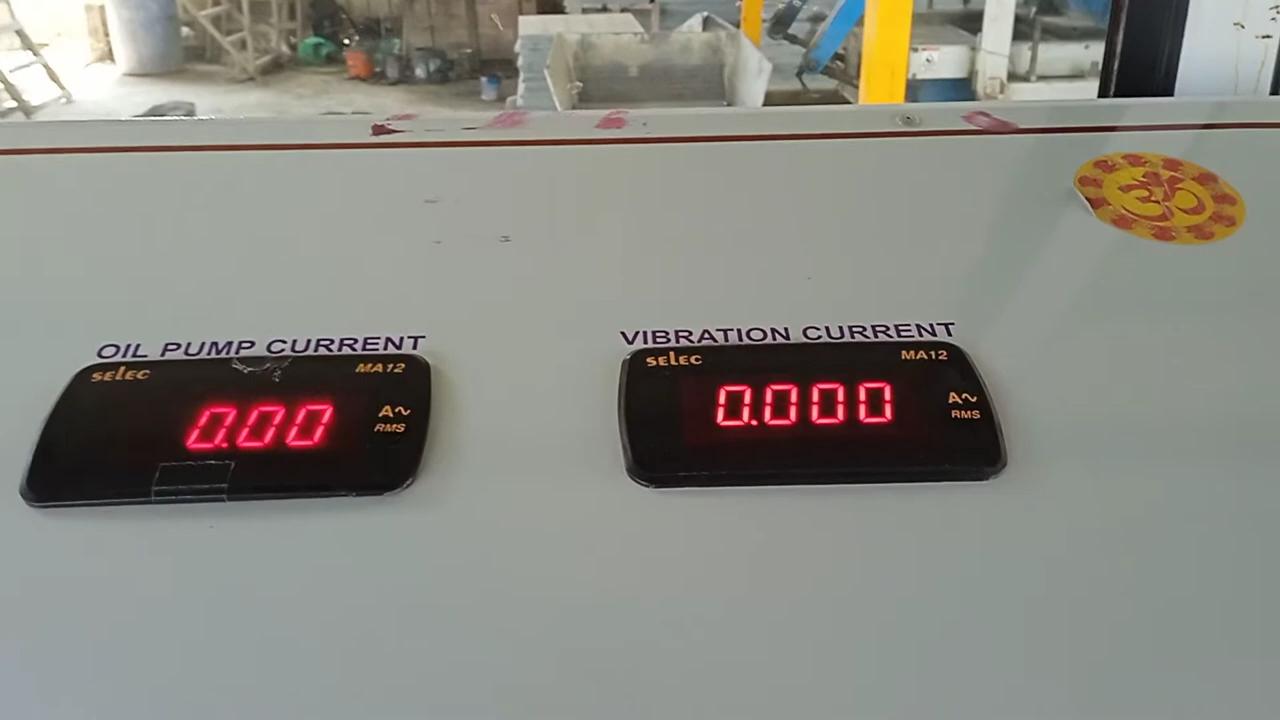 OIL PUMP CURRENT
selec MA12
0.00 A~
RMS
VIBRATION CURRENT
selec MA12
0.000 A~
RMS
ॐ